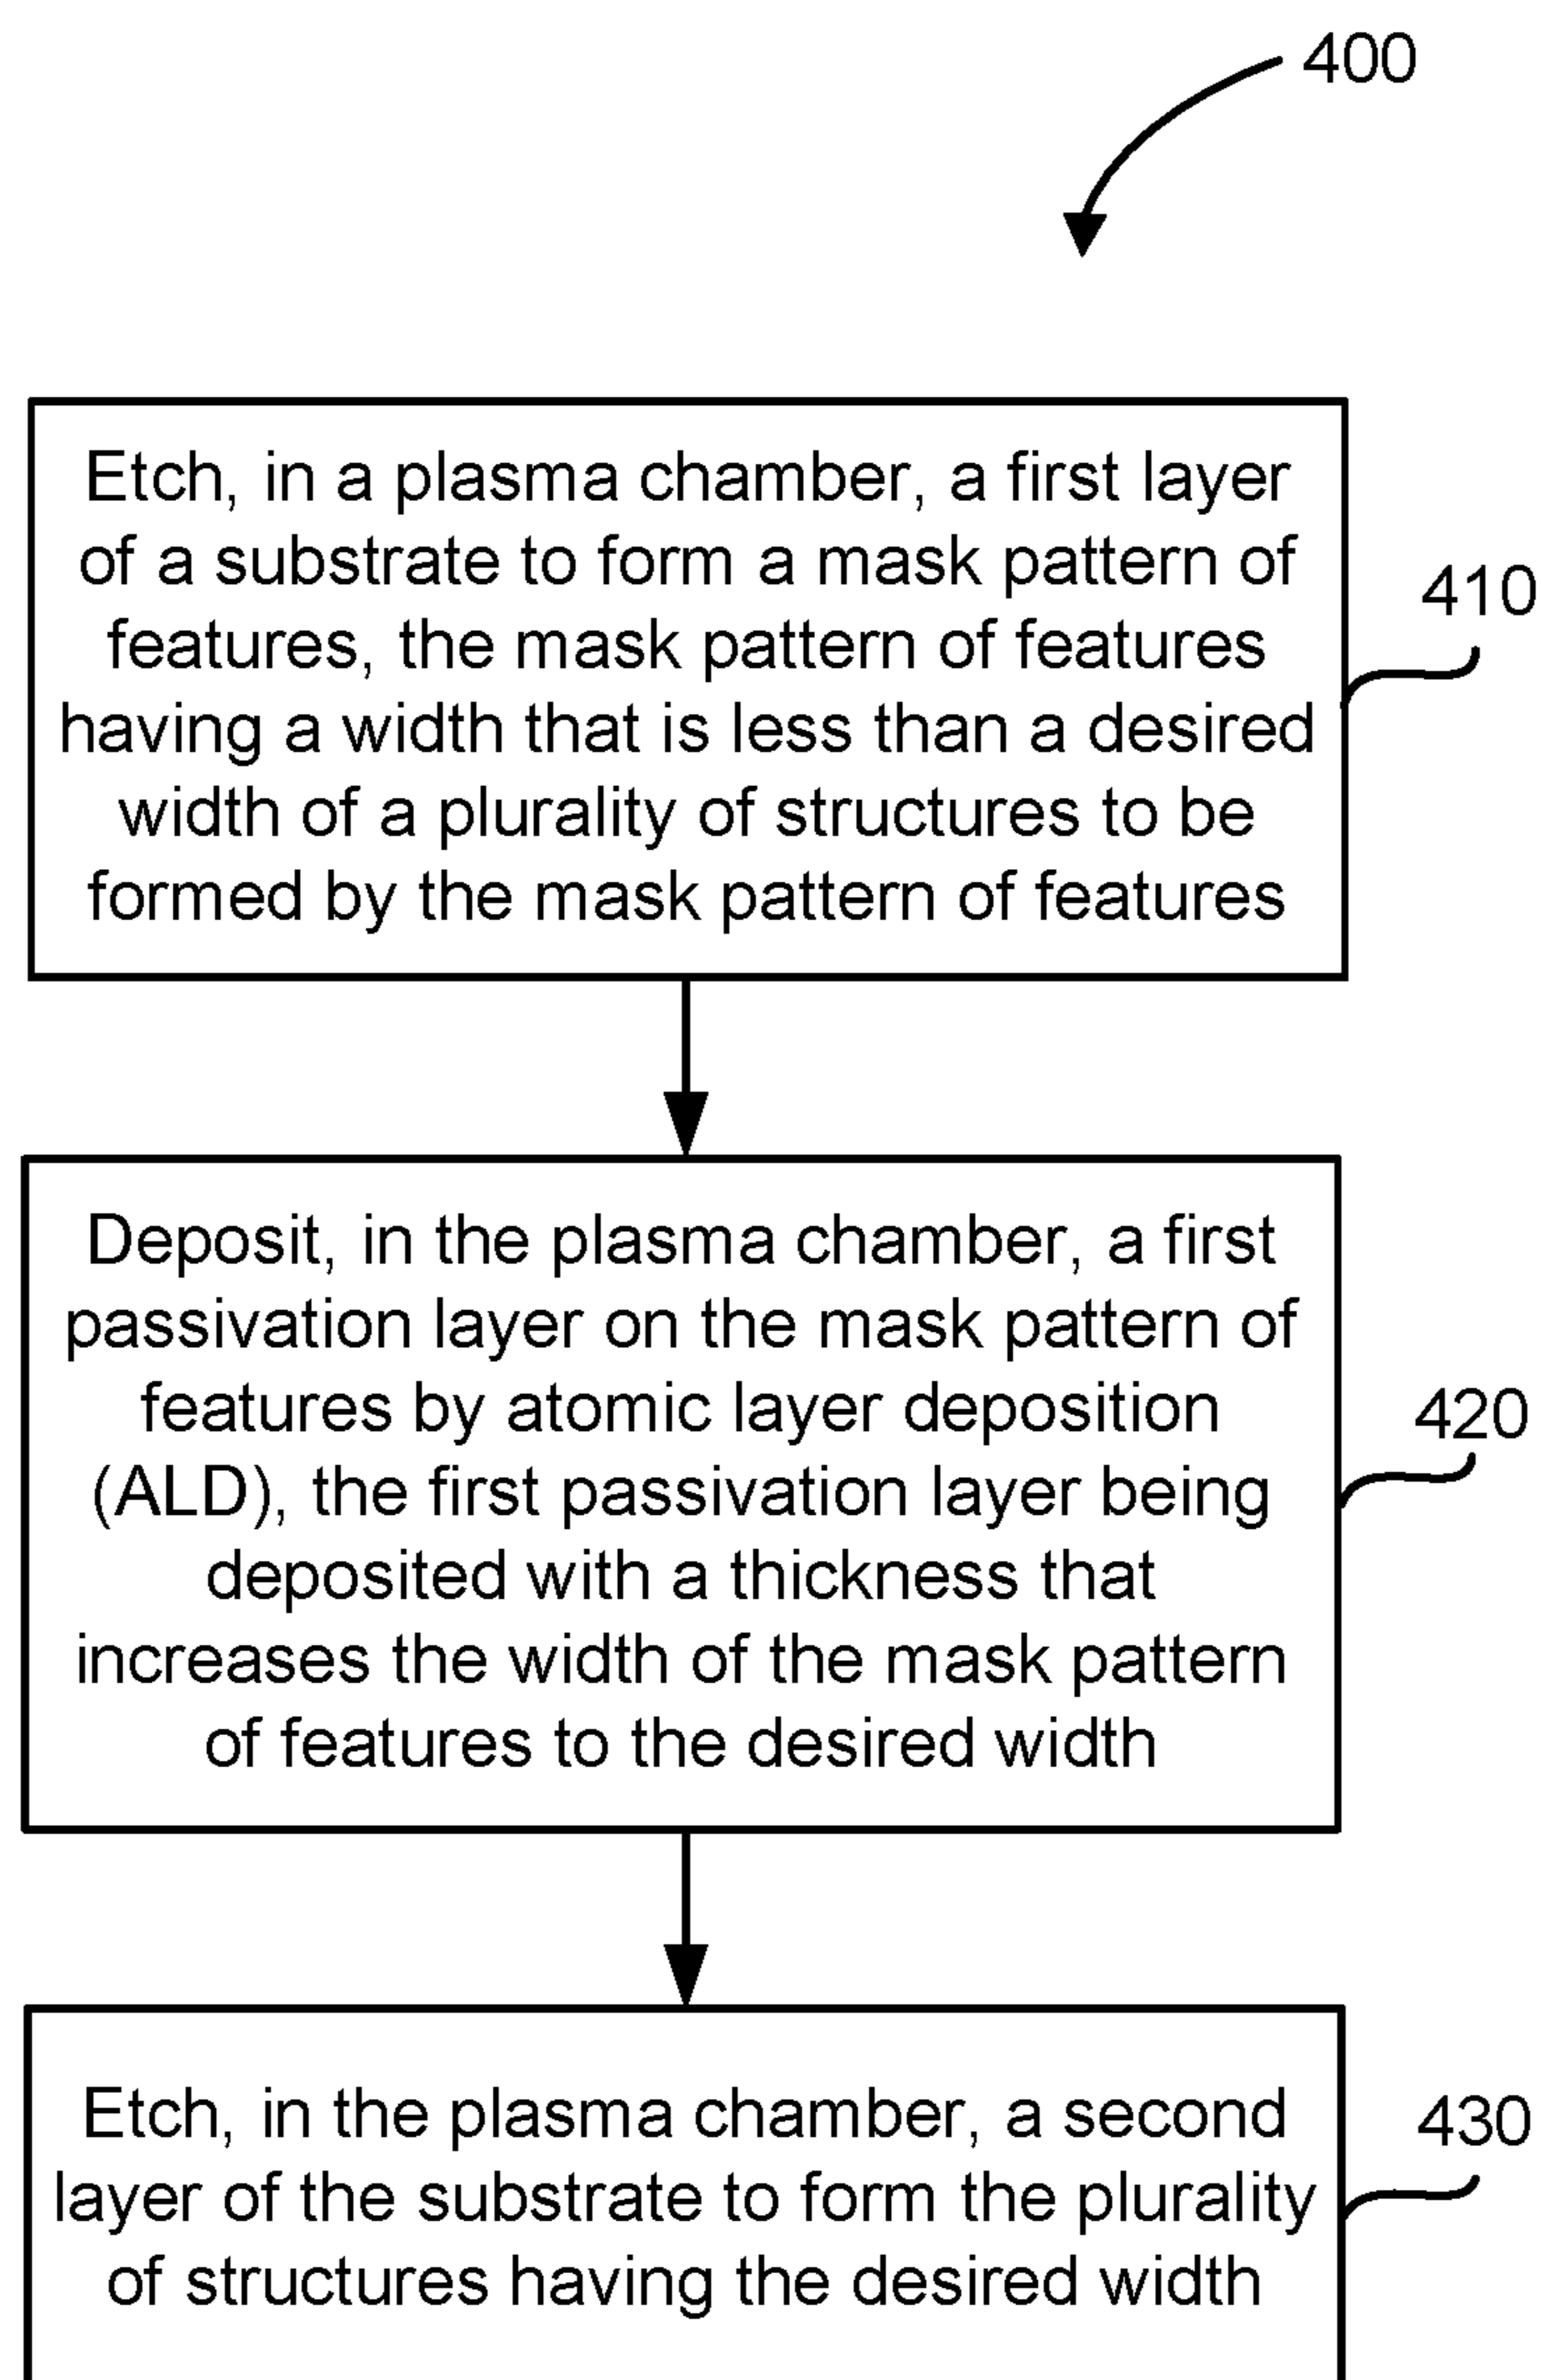 400
Etch, in a plasma chamber, a first layer
of a substrate to form a mask pattern of
features, the mask pattern of features
having a width that is less than a desired
width of a plurality of structures to be
formed by the mask pattern of features
410
Deposit, in the plasma chamber, a first
passivation layer on the mask pattern of
features by atomic layer deposition
(ALD), the first passivation layer being
deposited with a thickness that
increases the width of the mask pattern
of features to the desired width
420
Etch, in the plasma chamber, a second
layer of the substrate to form the plurality
of structures having the desired width
430